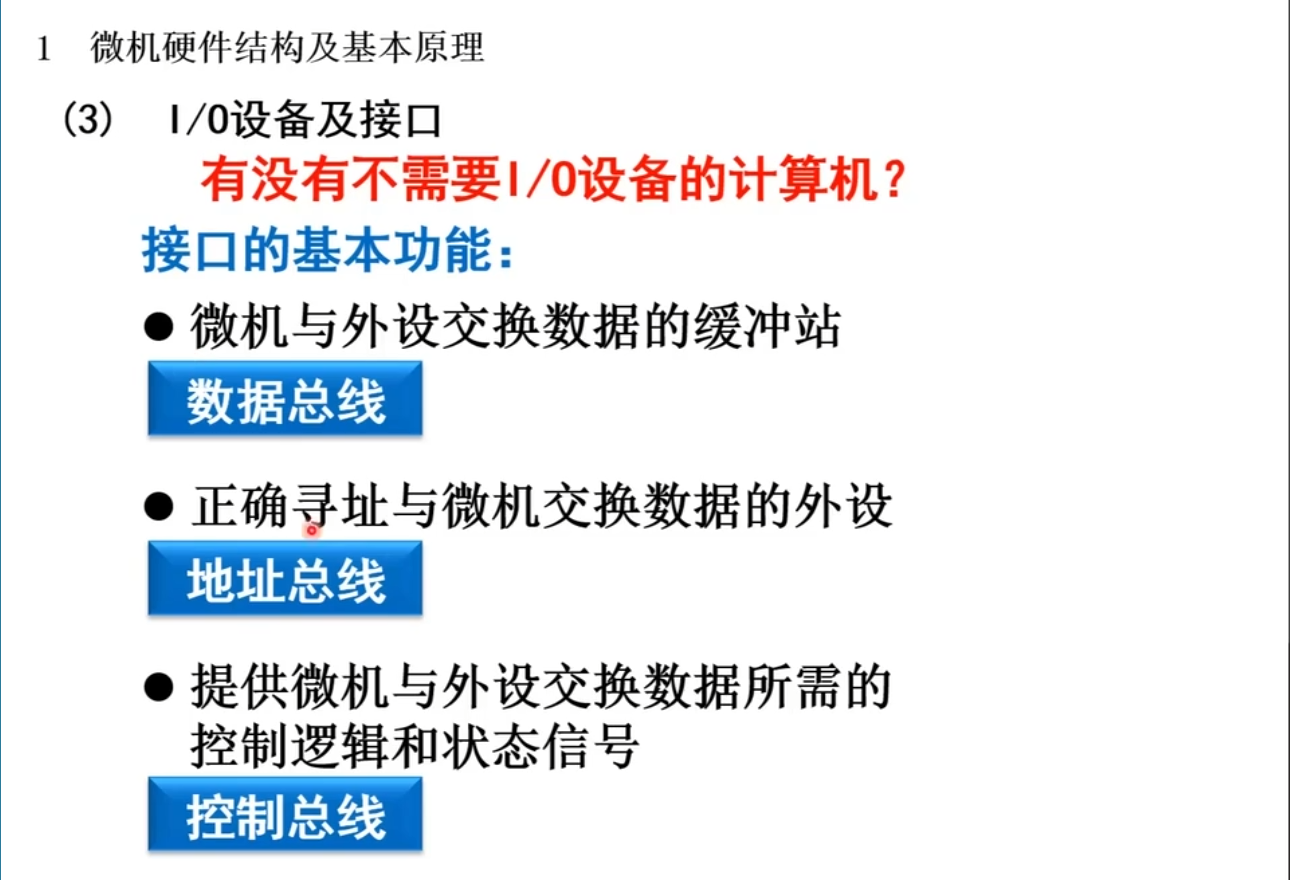 1 微机硬件结构及基本原理
(3) I/O设备及接口
有没有不需要I/O设备的计算机？
接口的基本功能：
● 微机与外设交换数据的缓冲站
数据总线
● 正确寻址与微机交换数据的外设
地址总线
● 提供微机与外设交换数据所需的
控制逻辑和状态信号
控制总线